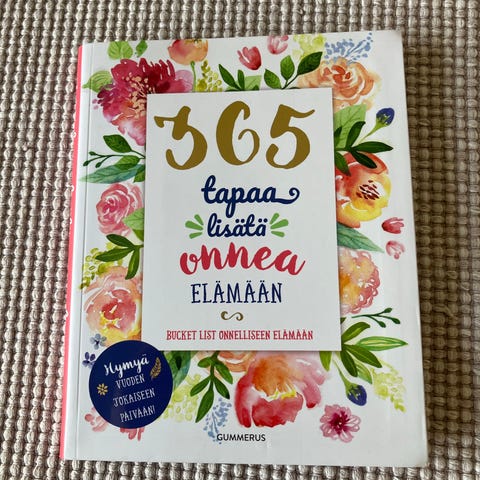 365
tapaa
lisätä
onnea
ELÄMÄÄN
BUCKET LIST ONNELLISEEN ELÄMÄÄN
Hymyä
VUODEN
JOKAISEEN
PÄIVÄÄN!
GUMMERUS